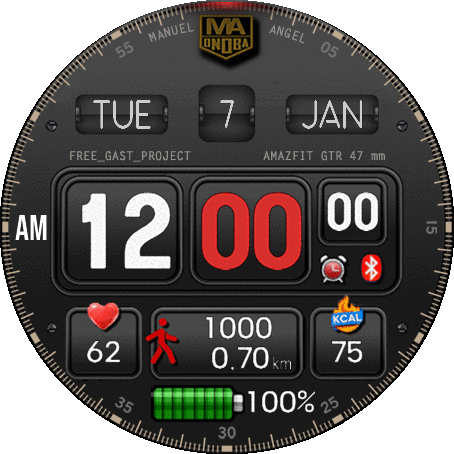 MA
ONORA
MANUEL ANGEL
55 05
TUE 7 JAN
FREE_GAST_PROJECT AMAZFIT GTR 47 mm
AM 12 00 00
15
KCAL
62 1000 75
0.70 km
100%
35 30 25